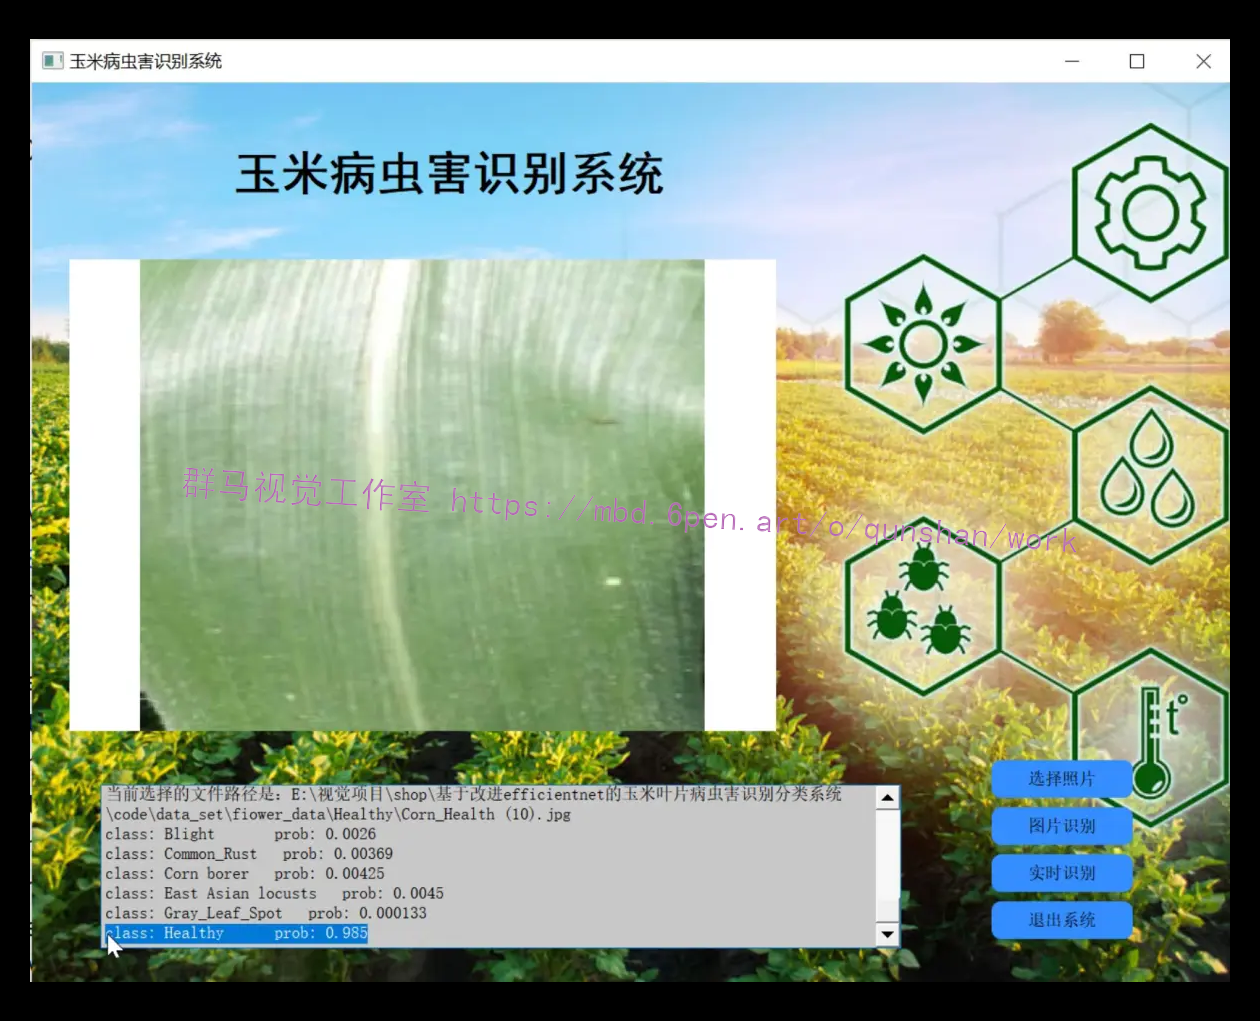 玉米病虫害识别系统
玉米病虫害识别系统
群马视觉工作室 https://mbd.6pen.art/o/qunshan/work
t°
当前选择的文件路径是：E:\视觉项目\shop\基于改进efficientnet的玉米叶片病虫害识别分类系统
\code\data_set\fiower_data\Healthy\Corn_Health (10).jpg
class: Blight prob: 0.0026
class: Common_Rust prob: 0.00369
class: Corn borer prob: 0.00425
class: East Asian locusts prob: 0.0045
class: Gray_Leaf_Spot prob: 0.000133
class: Healthy prob: 0.985
选择照片
图片识别
实时识别
退出系统